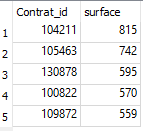 Contrat_id surface
1 104211 815
2 105463 742
3 130878 595
4 100822 570
5 109872 559